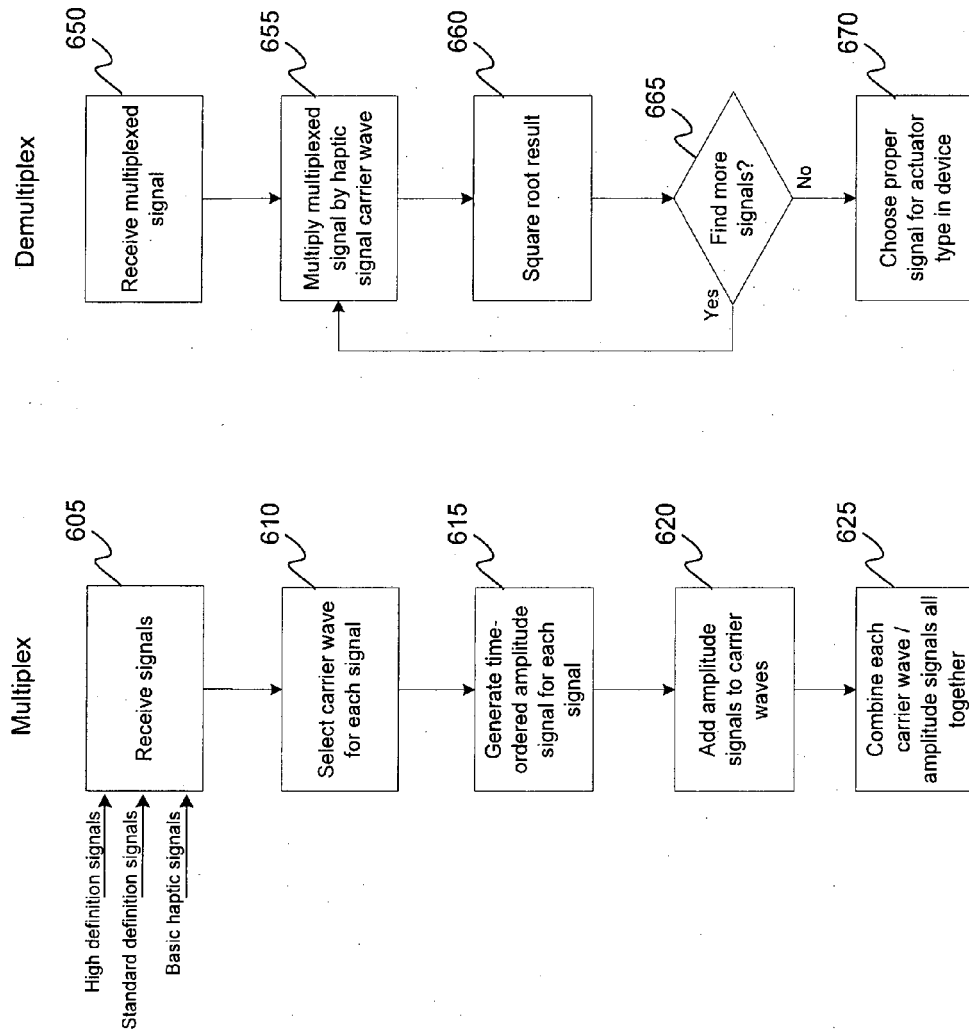 Multiplex
High definition signals
Standard definition signals
Basic haptic signals
605
Receive signals
610
Select carrier wave
for each signal
615
Generate time-
ordered amplitude
signal for each
signal
620
Add amplitude
signals to carrier
waves
625
Combine each
carrier wave /
amplitude signals all
together
Demultiplex
650
Receive multiplexed
signal
655
Multiply multiplexed
signal by haptic
signal carrier wave
660
Square root result
665
Find more
signals?
Yes
No
670
Choose proper
signal for actuator
type in device